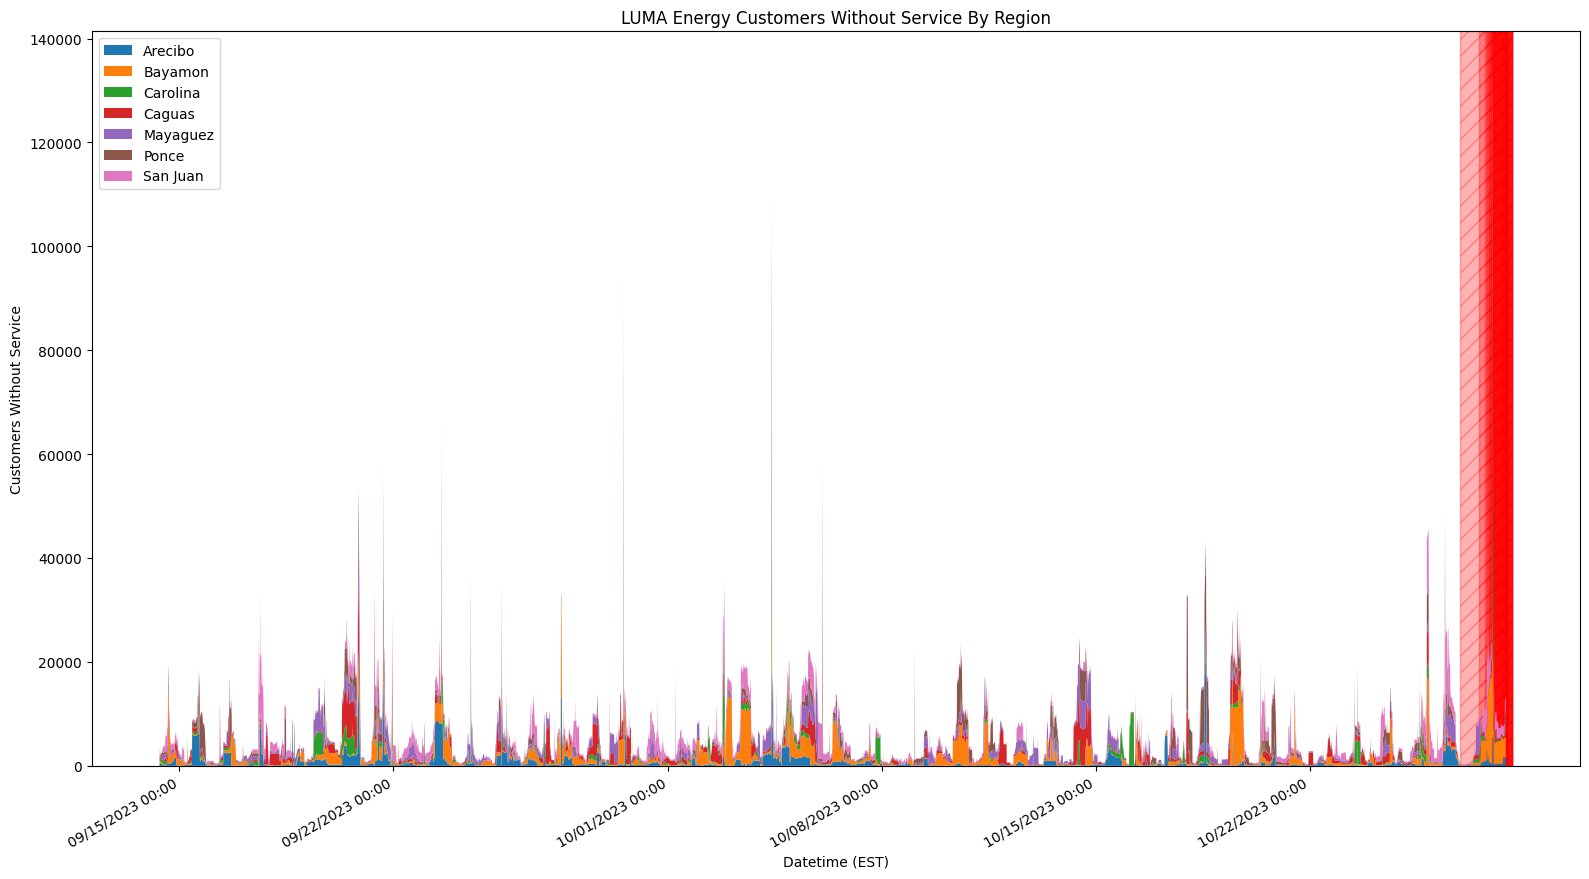 LUMA Energy Customers Without Service By Region
140000
120000
100000
80000
60000
40000
20000
0
Customers Without Service
Arecibo
Bayamon
Carolina
Caguas
Mayaguez
Ponce
San Juan
09/15/2023 00:00
09/22/2023 00:00
10/01/2023 00:00
10/08/2023 00:00
10/15/2023 00:00
10/22/2023 00:00
Datetime (EST)